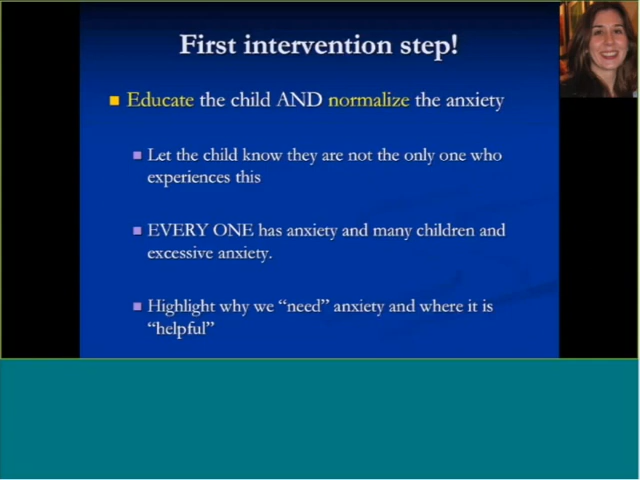 First intervention step!
Educate the child AND normalize the anxiety
Let the child know they are not the only one who
experiences this
EVERY ONE has anxiety and many children and
excessive anxiety.
Highlight why we “need” anxiety and where it is
“helpful”